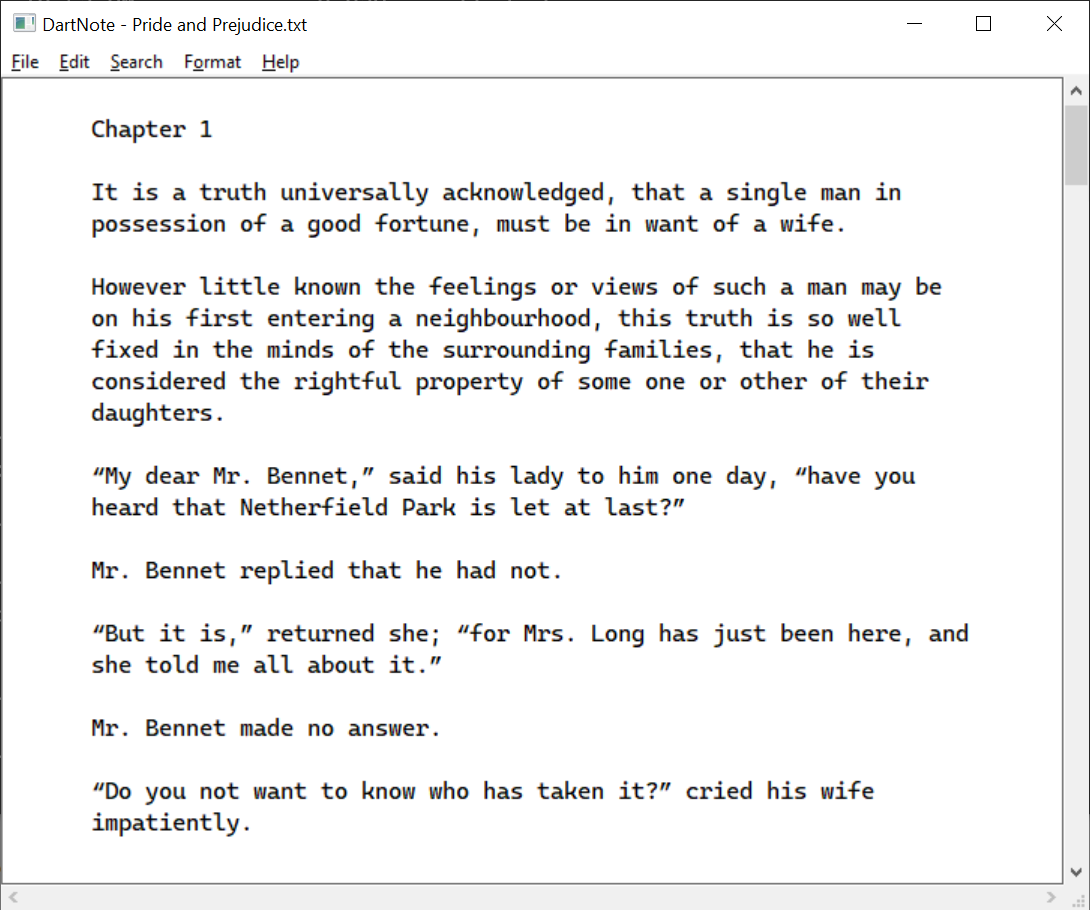 DartNote - Pride and Prejudice.txt
File Edit Search Format Help
Chapter 1
It is a truth universally acknowledged, that a single man in
possession of a good fortune, must be in want of a wife.
However little known the feelings or views of such a man may be
on his first entering a neighbourhood, this truth is so well
fixed in the minds of the surrounding families, that he is
considered the rightful property of some one or other of their
daughters.
“My dear Mr. Bennet,” said his lady to him one day, “have you
heard that Netherfield Park is let at last?”
Mr. Bennet replied that he had not.
“But it is,” returned she; “for Mrs. Long has just been here, and
she told me all about it.”
Mr. Bennet made no answer.
“Do you not want to know who has taken it?” cried his wife
impatiently.